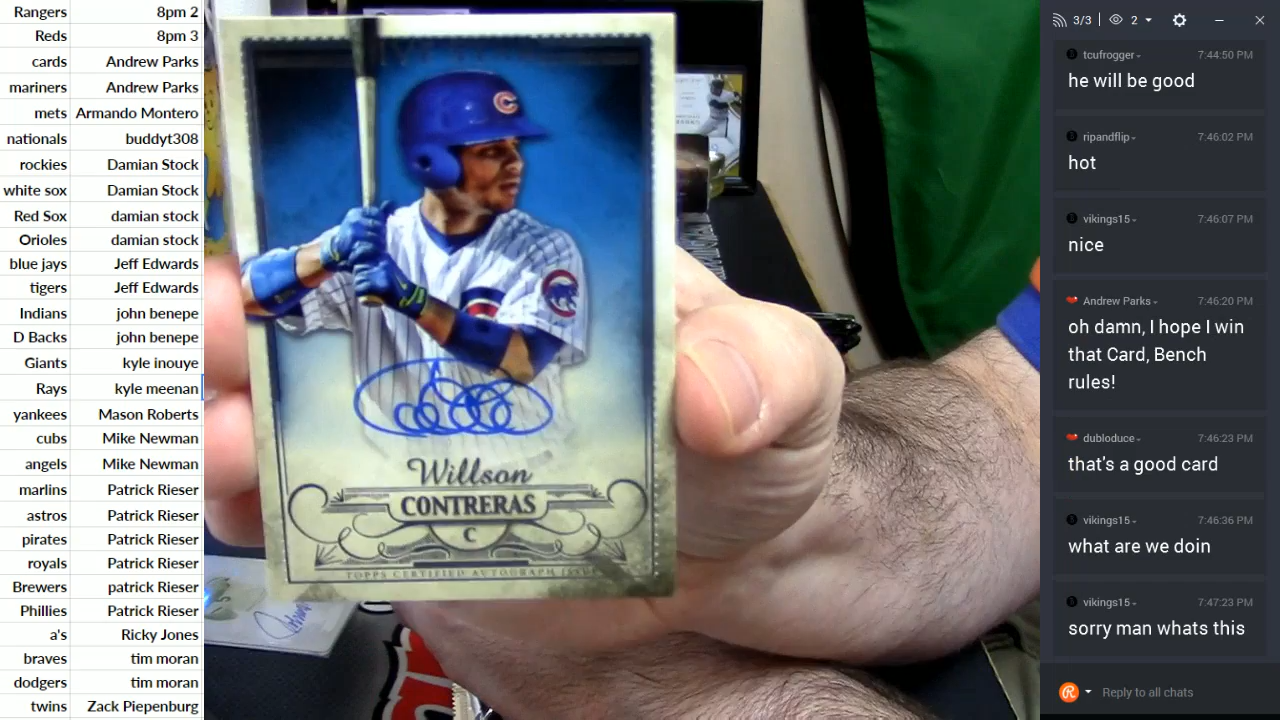 Rangers 8pm 2
Reds 8pm 3
cards Andrew Parks
mariners Andrew Parks
mets Armando Montero
nationals buddyt308
rockies Damian Stock
white sox Damian Stock
Red Sox damian stock
Orioles damian stock
blue jays Jeff Edwards
tigers Jeff Edwards
Indians john benepe
D Backs john benepe
Giants kyle inouye
Rays kyle meenan
yankees Mason Roberts
cubs Mike Newman
angels Mike Newman
marlins Patrick Rieser
astros Patrick Rieser
pirates Patrick Rieser
royals Patrick Rieser
Brewers patrick Rieser
Phillies Patrick Rieser
a's Ricky Jones
braves tim moran
dodgers tim moran
twins Zack Piepenburg
C
Willson
CONTRERAS
C
TOPPS CERTIFIED AUTOGRAPH ISSUE
3/3 2
tcufrogger 7:44:50 PM
he will be good
ripandflip 7:46:02 PM
hot
vikings15 7:46:07 PM
nice
Andrew Parks 7:46:20 PM
oh damn, I hope I win
that Card, Bench
rules!
dubloduce 7:46:23 PM
that's a good card
vikings15 7:46:36 PM
what are we doin
vikings15 7:47:23 PM
sorry man whats this
R Reply to all chats